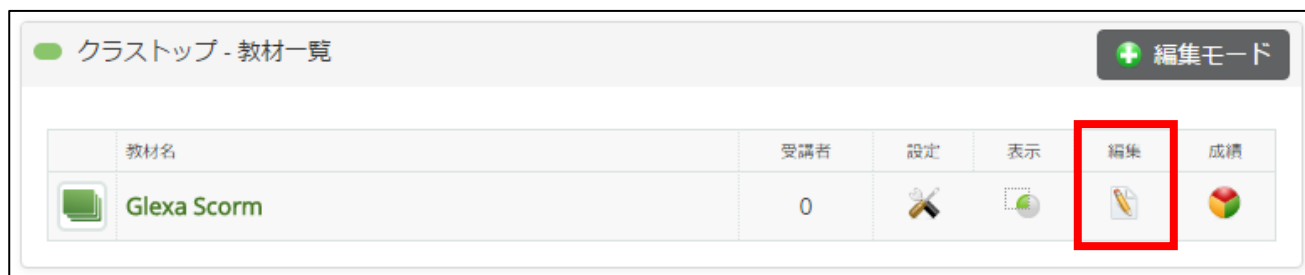 クラストップ - 教材一覧
編集モード
教材名 受講者 設定 表示 編集 成績
Glexa Scorm 0